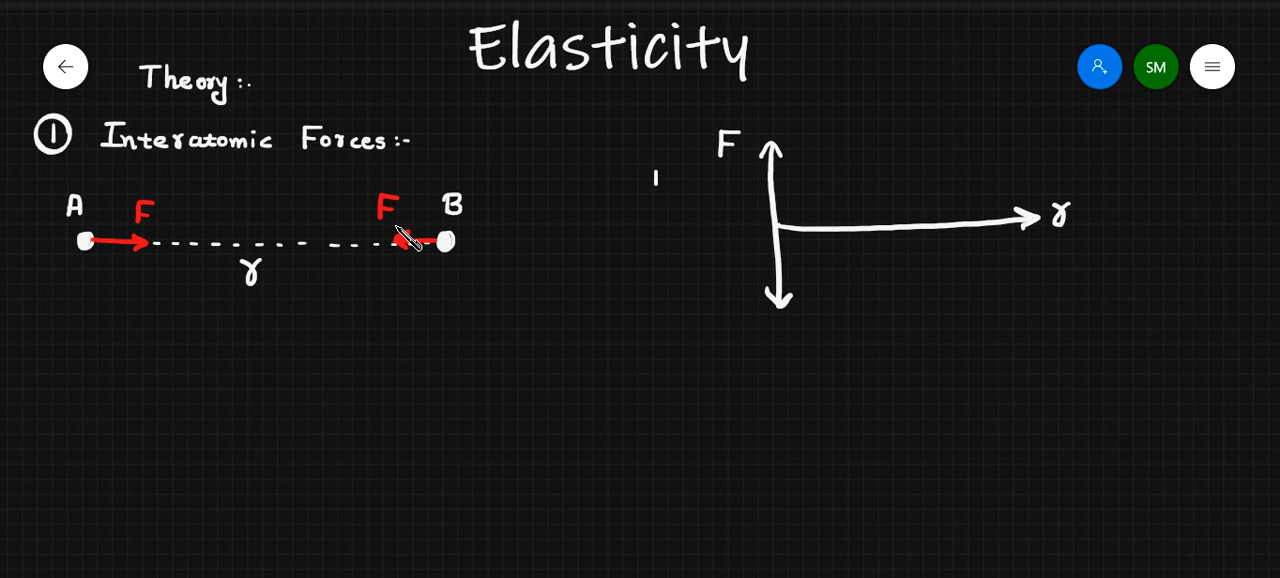 Elasticity
Theory:-
SM
① Interatomic Forces:-
F
A F F B
r
r